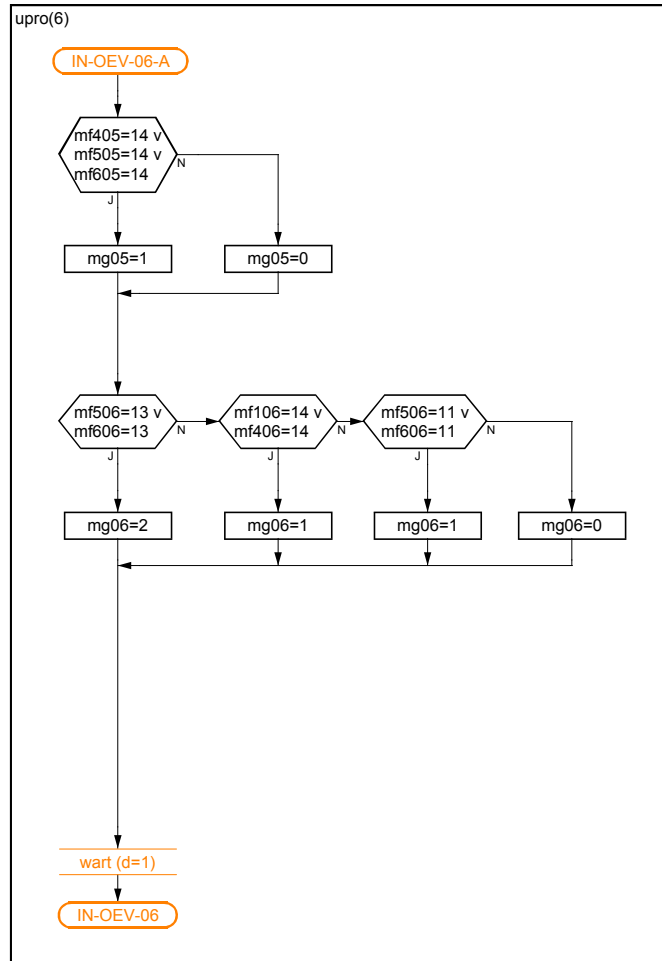 upro(6)
IN-OEV-06-A
mf405=14 v
mf505=14 v
mf605=14
N
J
mg05=1
mg05=0
mf506=13 v
mf606=13
N
J
mf106=14 v
mf406=14
N
J
mf506=11 v
mf606=11
N
J
mg06=2
mg06=1
mg06=1
mg06=0
wart (d=1)
IN-OEV-06